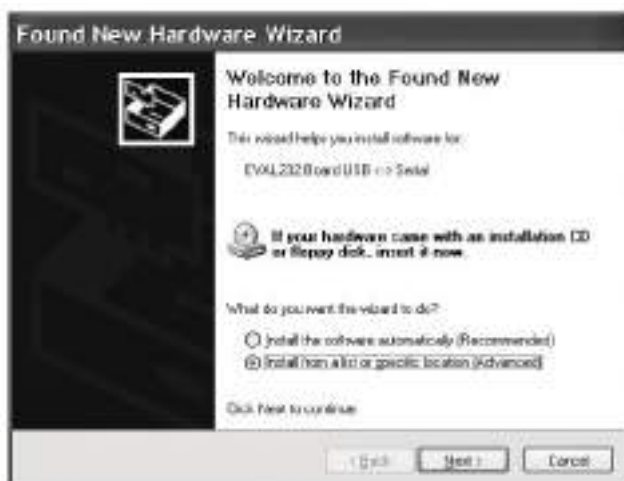 Found New Hardware Wizard
Welcome to the Found New
Hardware Wizard
This wizard helps you install software for:
EVAL232 Board USB <-> Serial
If your hardware came with an installation CD
or floppy disk, insert it now.
What do you want the wizard to do?
Install the software automatically (Recommended)
Install from a list or specific location (Advanced)
Click Next to continue.
< Back
Next >
Cancel